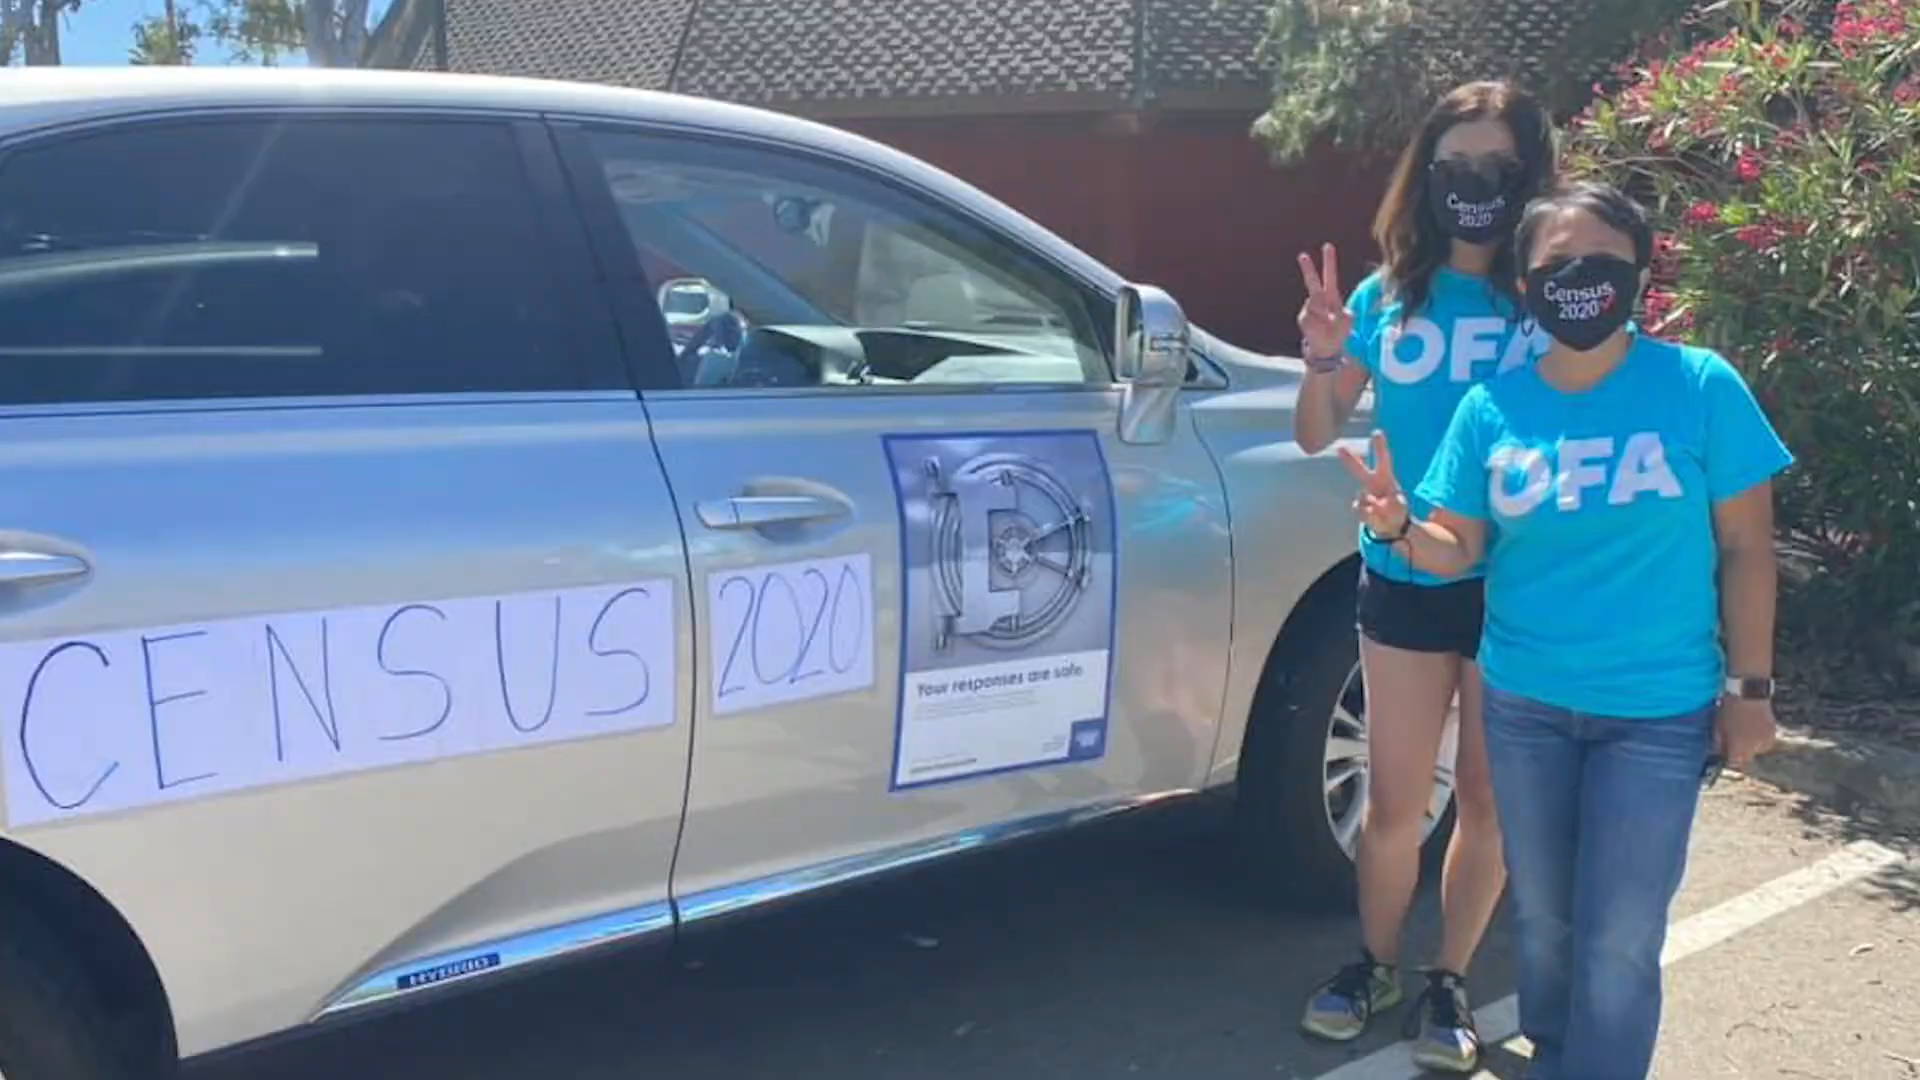 CENSUS
2020
Your responses are safe
HYBRID
Census
2020
OFA
Census
2020
OFA